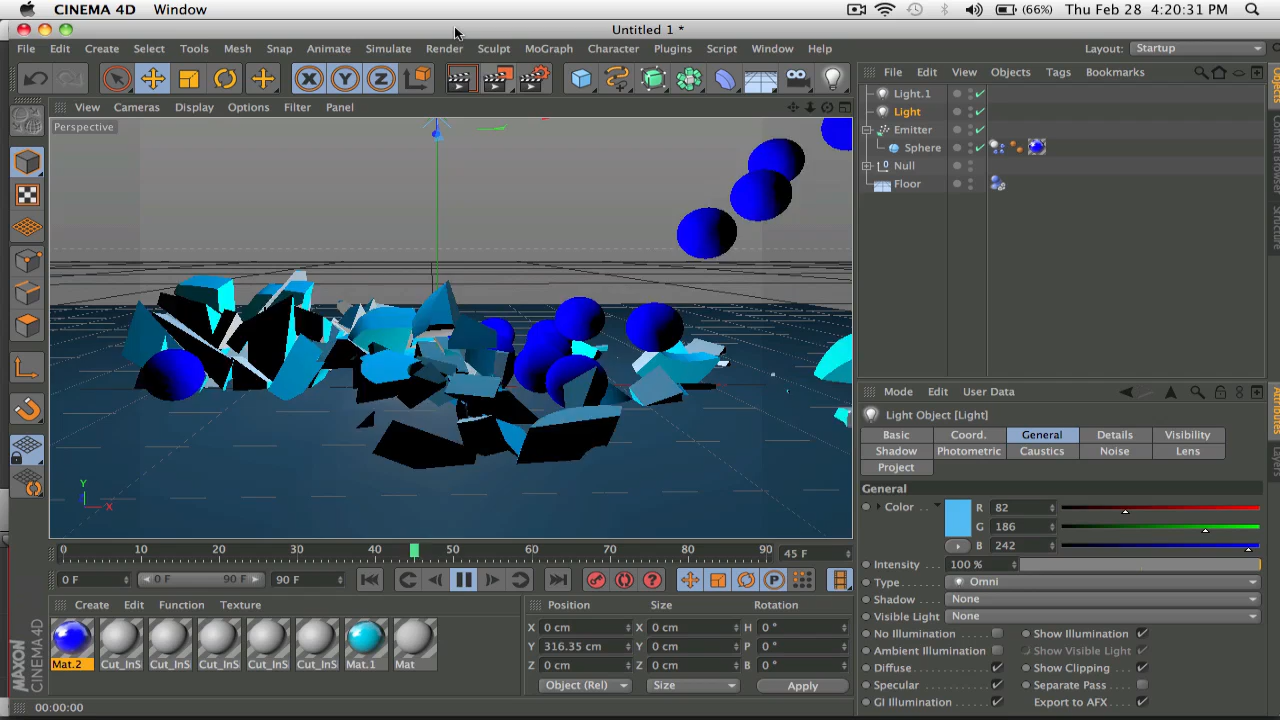 CINEMA 4D Window (66%) Thu Feb 28 4:20:31 PM
Untitled 1 *
File Edit Create Select Tools Mesh Snap Animate Simulate Render Sculpt MoGraph Character Plugins Script Window Help Layout: Startup
X Y Z
File Edit View Objects Tags Bookmarks
View Cameras Display Options Filter Panel
Perspective
Light.1
Light
Emitter
Sphere
Null
Floor
Objects
Content Browser
Structure
Y
X
Mode Edit User Data
Light Object [Light]
Basic Coord. General Details Visibility
Shadow Photometric Caustics Noise Lens
Project
General
Color R 82
G 186
B 242
Intensity 100 %
Type Omni
Shadow None
Visible Light None
No Illumination Show Illumination
Ambient Illumination Show Visible Light
Diffuse Show Clipping
Specular Separate Pass
GI Illumination Export to AFX
Attributes
Layers
0 10 20 30 40 50 60 70 80 90 45 F
0 F 0 F 90 F 90 F
P
Create Edit Function Texture
Mat.2 Cut_InS Cut_InS Cut_InS Cut_InS Cut_InS Mat.1 Mat
Position Size Rotation
X 0 cm X 0 cm H 0 °
Y 316.35 cm Y 0 cm P 0 °
Z 0 cm Z 0 cm B 0 °
Object (Rel) Size Apply
MAXON
CINEMA 4D
00:00:00